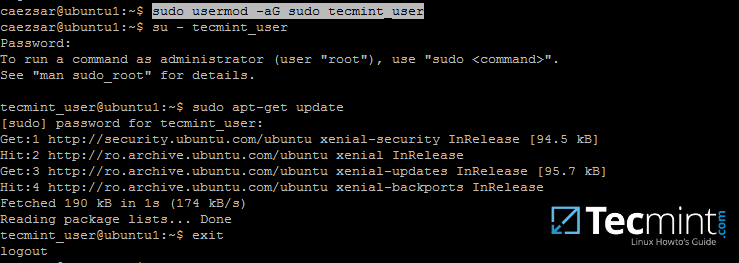 caezsar@ubuntu1:~$ sudo usermod -aG sudo tecmint_user
caezsar@ubuntu1:~$ su - tecmint_user
Password:
To run a command as administrator (user "root"), use "sudo <command>".
See "man sudo_root" for details.
tecmint_user@ubuntu1:~$ sudo apt-get update
[sudo] password for tecmint_user:
Get:1 http://security.ubuntu.com/ubuntu xenial-security InRelease [94.5 kB]
Hit:2 http://ro.archive.ubuntu.com/ubuntu xenial InRelease
Get:3 http://ro.archive.ubuntu.com/ubuntu xenial-updates InRelease [95.7 kB]
Hit:4 http://ro.archive.ubuntu.com/ubuntu xenial-backports InRelease
Fetched 190 kB in 1s (174 kB/s)
Reading package lists... Done
tecmint_user@ubuntu1:~$ exit
logout
Tecmint.com
Linux Howto's Guide